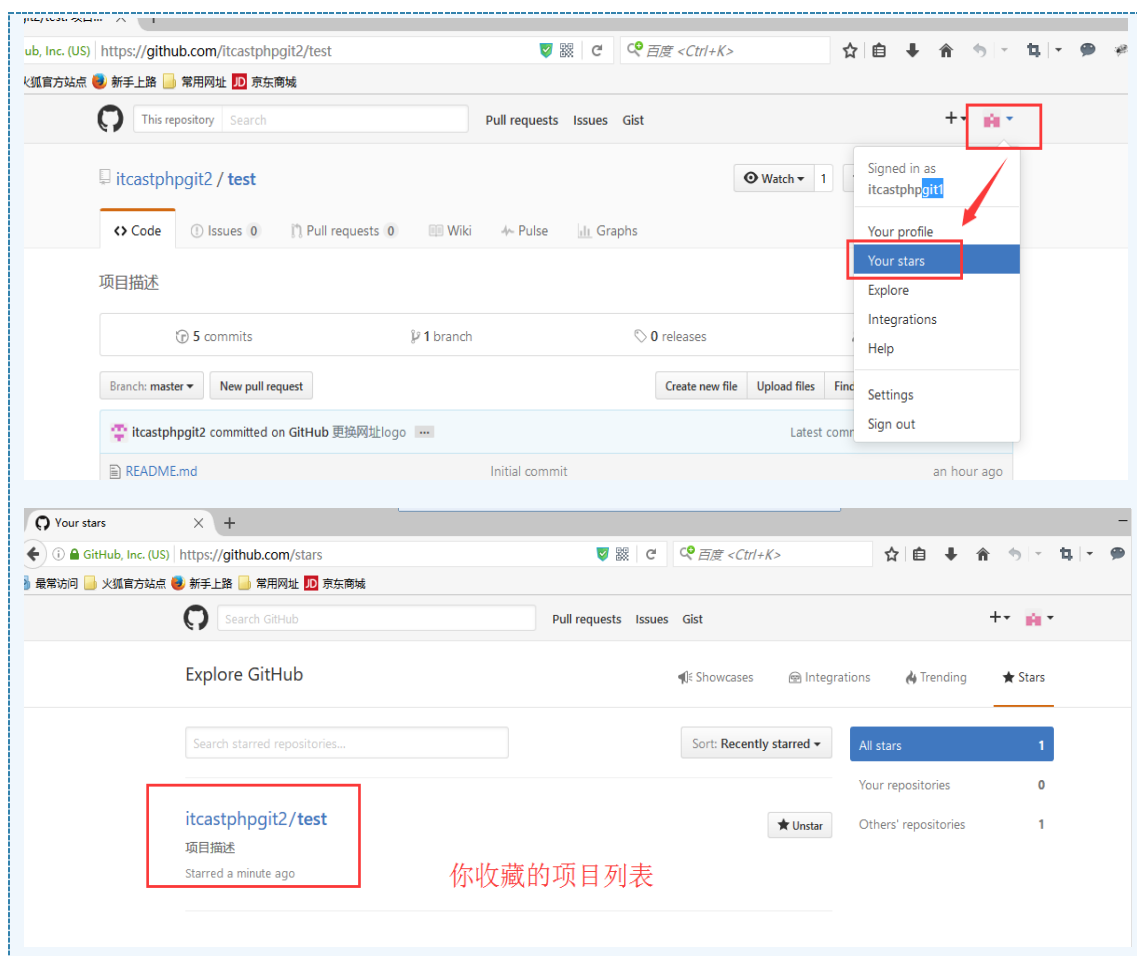 ub, Inc. (US) https://github.com/itcastphpgit2/test 百度 <Ctrl+K>
火狐官方站点 新手上路 常用网址 JD 京东商城
This repository Search Pull requests Issues Gist
Signed in as
itcastphpgit1
itcastphpgit2 / test Watch 1
Your profile
Code Issues 0 Pull requests 0 Wiki Pulse Graphs
Your stars
项目描述
Explore
Integrations
5 commits 1 branch 0 releases
Help
Branch: master New pull request Create new file Upload files Find
Settings
Sign out
itcastphpgit2 committed on GitHub 更换网址logo ... Latest comm
README.md Initial commit an hour ago
Your stars
GitHub, Inc. (US) https://github.com/stars 百度 <Ctrl+K>
最常访问 火狐官方站点 新手上路 常用网址 JD 京东商城
Search GitHub Pull requests Issues Gist
Explore GitHub Showcases Integrations Trending Stars
Search starred repositories... Sort: Recently starred All stars 1
Your repositories 0
itcastphpgit2/test Unstar Others' repositories 1
项目描述
Starred a minute ago
你收藏的项目列表